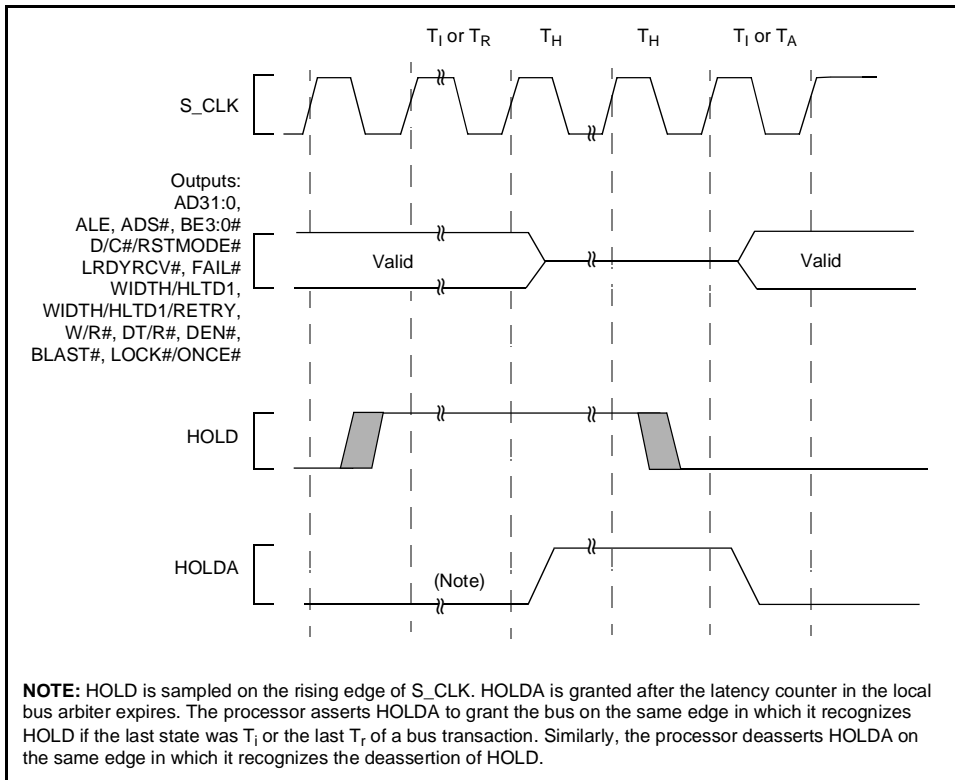 T_I or T_R T_H T_H T_I or T_A
S_CLK
Outputs:
AD31:0,
ALE, ADS#, BE3:0#
D/C#/RSTMODE#
LRDYRCV#, FAIL#
WIDTH/HLTD1,
WIDTH/HLTD1/RETRY,
W/R#, DT/R#, DEN#,
BLAST#, LOCK#/ONCE#
Valid Valid
HOLD
HOLDA
(Note)
NOTE: HOLD is sampled on the rising edge of S_CLK. HOLDA is granted after the latency counter in the local
bus arbiter expires. The processor asserts HOLDA to grant the bus on the same edge in which it recognizes
HOLD if the last state was T_i or the last T_r of a bus transaction. Similarly, the processor deasserts HOLDA on
the same edge in which it recognizes the deassertion of HOLD.